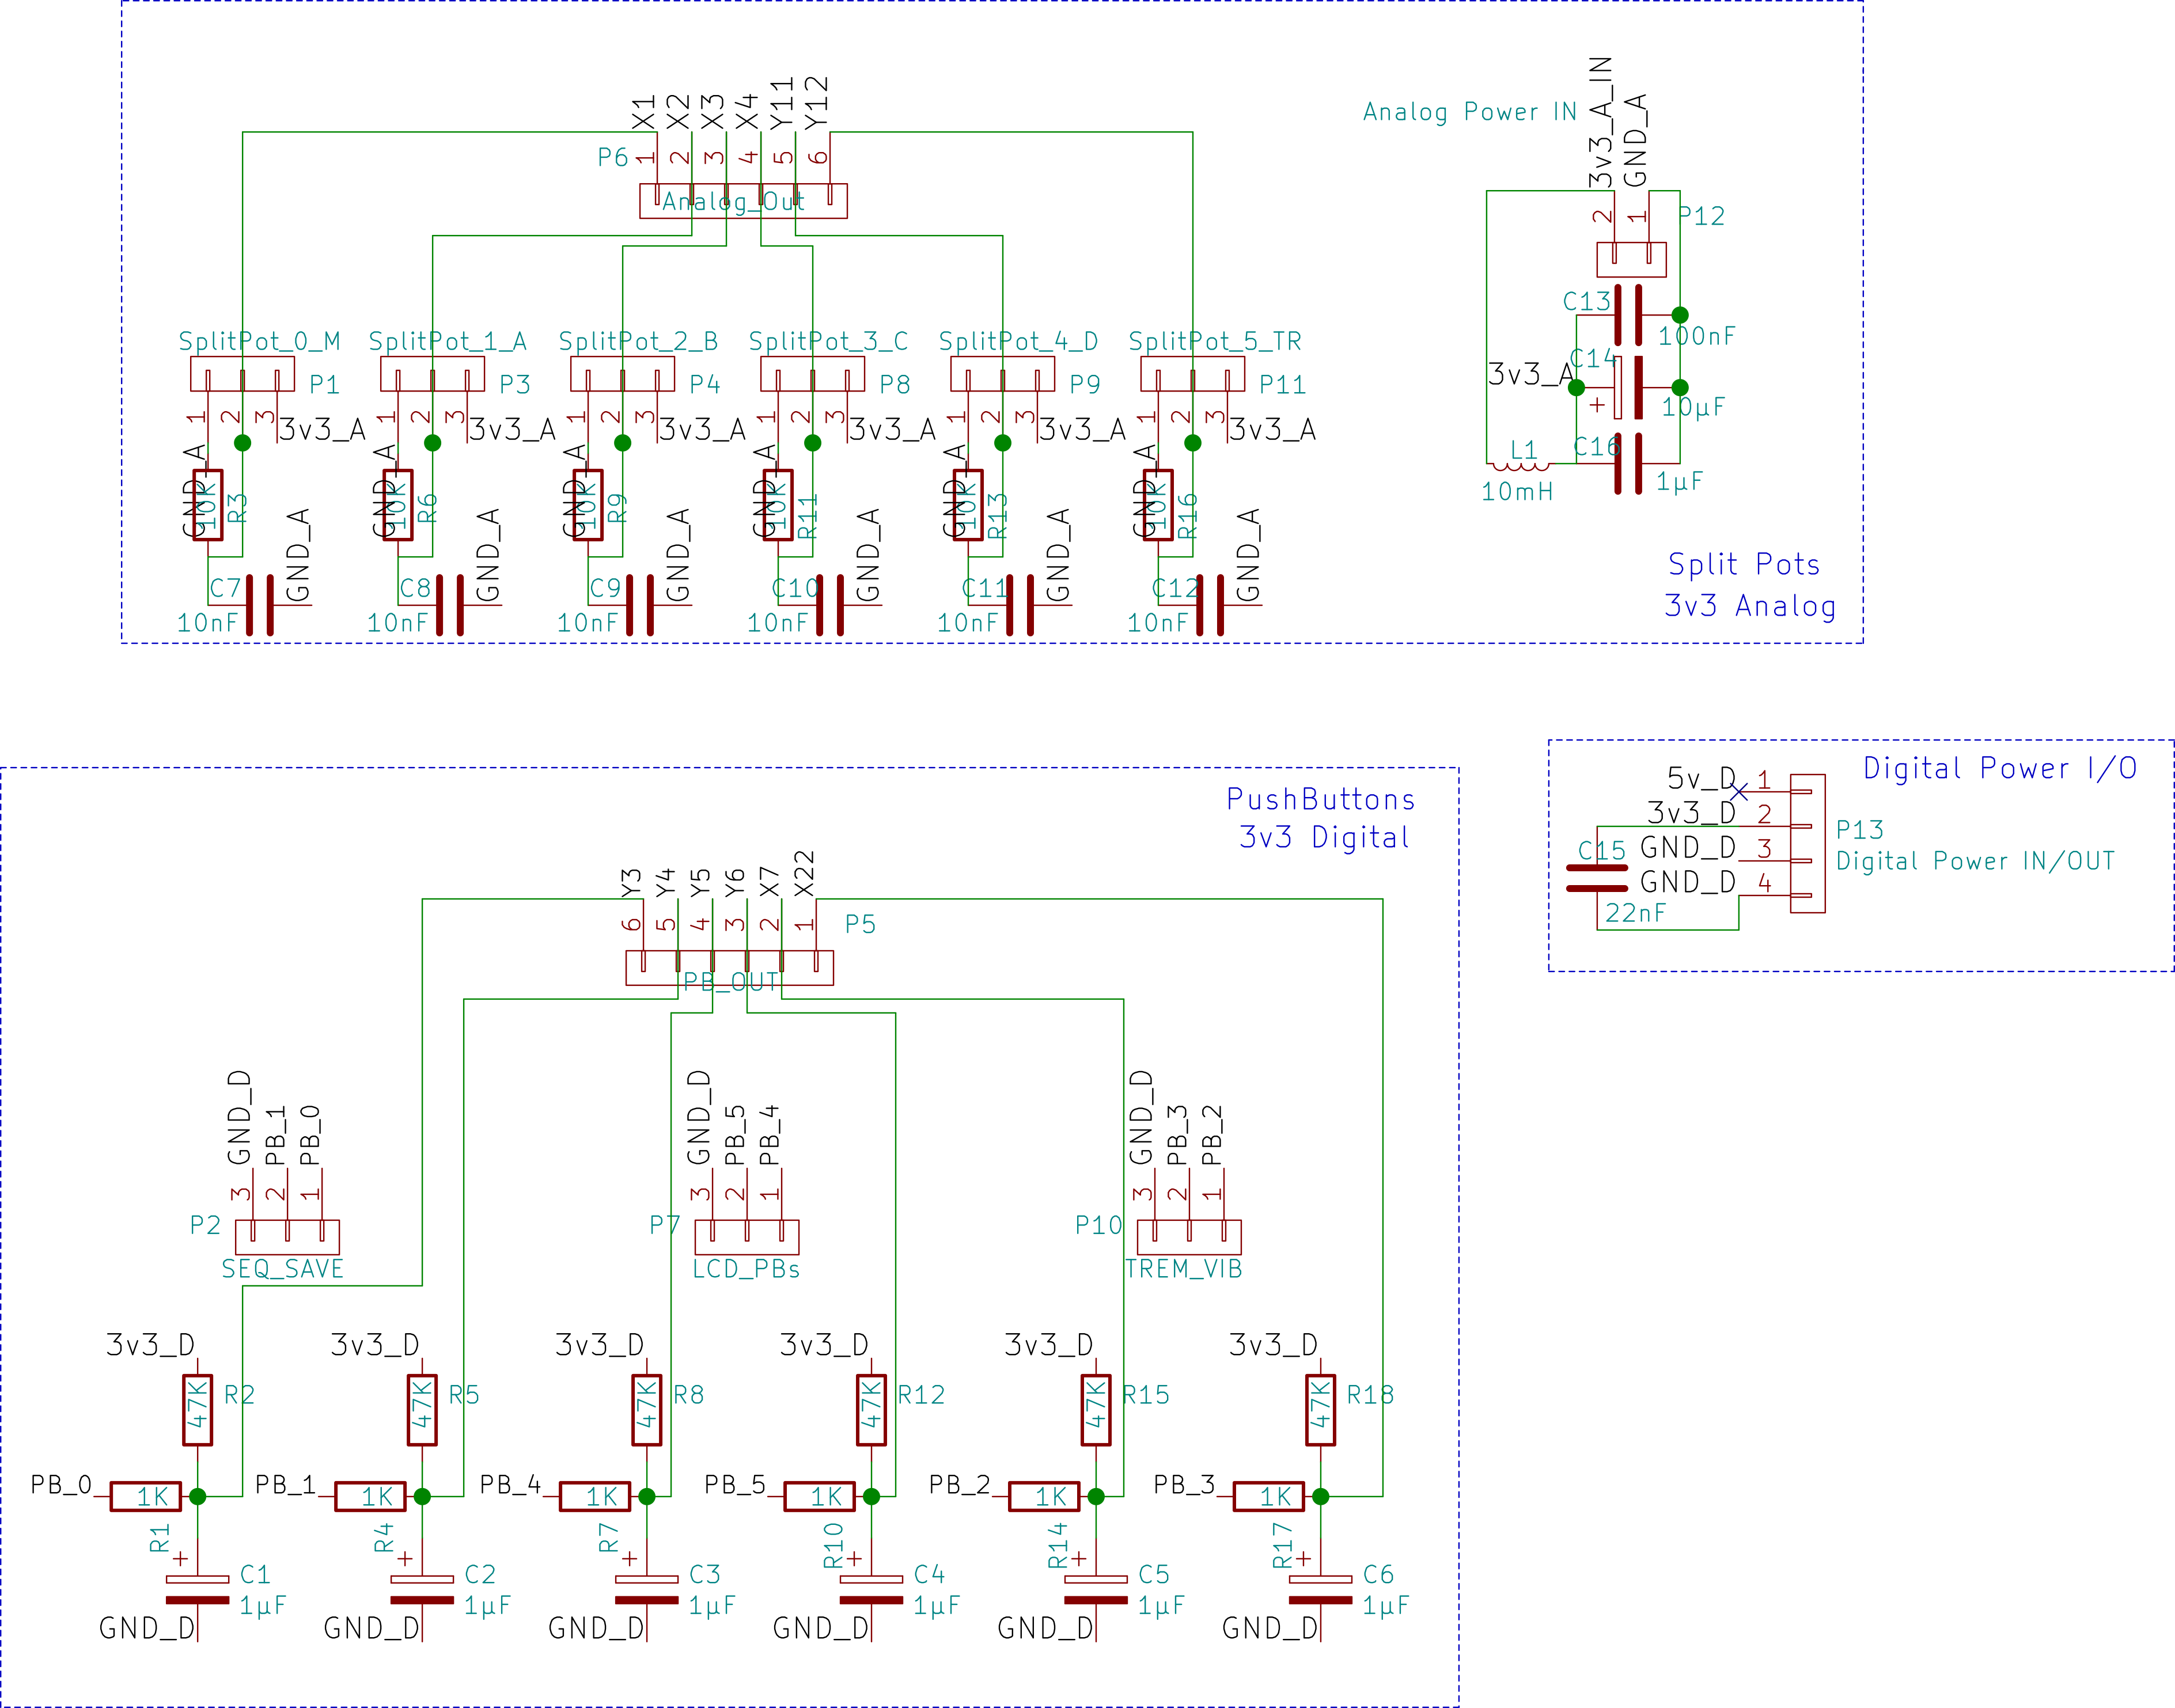 X1
X2
X3
X4
Y11
Y12
P6
1
2
3
4
5
6
Analog_Out
Analog Power IN
3v3_A_IN
GND_A
2
1
P12
C13
100nF
C14
3v3_A
+
10µF
C16
L1
10mH
1µF
SplitPot_0_M
P1
1
2
3
3v3_A
GND_A
10K
R3
GND_A
C7
10nF
SplitPot_1_A
P3
1
2
3
3v3_A
GND_A
10K
R6
GND_A
C8
10nF
SplitPot_2_B
P4
1
2
3
3v3_A
GND_A
10K
R9
GND_A
C9
10nF
SplitPot_3_C
P8
1
2
3
3v3_A
GND_A
10K
R11
GND_A
C10
10nF
SplitPot_4_D
P9
1
2
3
3v3_A
GND_A
10K
R13
GND_A
C11
10nF
SplitPot_5_TR
P11
1
2
3
3v3_A
GND_A
10K
R16
GND_A
C12
10nF
Split Pots
3v3 Analog
Digital Power I/O
5v_D
1
3v3_D
2
GND_D
3
GND_D
4
P13
Digital Power IN/OUT
C15
22nF
PushButtons
3v3 Digital
Y3
Y4
Y5
Y6
X7
X22
6
5
4
3
2
1
P5
PB_OUT
GND_D
PB_1
PB_0
3
2
1
P2
SEQ_SAVE
GND_D
PB_5
PB_4
3
2
1
P7
LCD_PBs
GND_D
PB_3
PB_2
3
2
1
P10
TREM_VIB
3v3_D
47K
R2
PB_0
1K
R1
+
C1
1µF
GND_D
3v3_D
47K
R5
PB_1
1K
R4
+
C2
1µF
GND_D
3v3_D
47K
R8
PB_4
1K
R7
+
C3
1µF
GND_D
3v3_D
47K
R12
PB_5
1K
R10
+
C4
1µF
GND_D
3v3_D
47K
R15
PB_2
1K
R14
+
C5
1µF
GND_D
3v3_D
47K
R18
PB_3
1K
R17
+
C6
1µF
GND_D